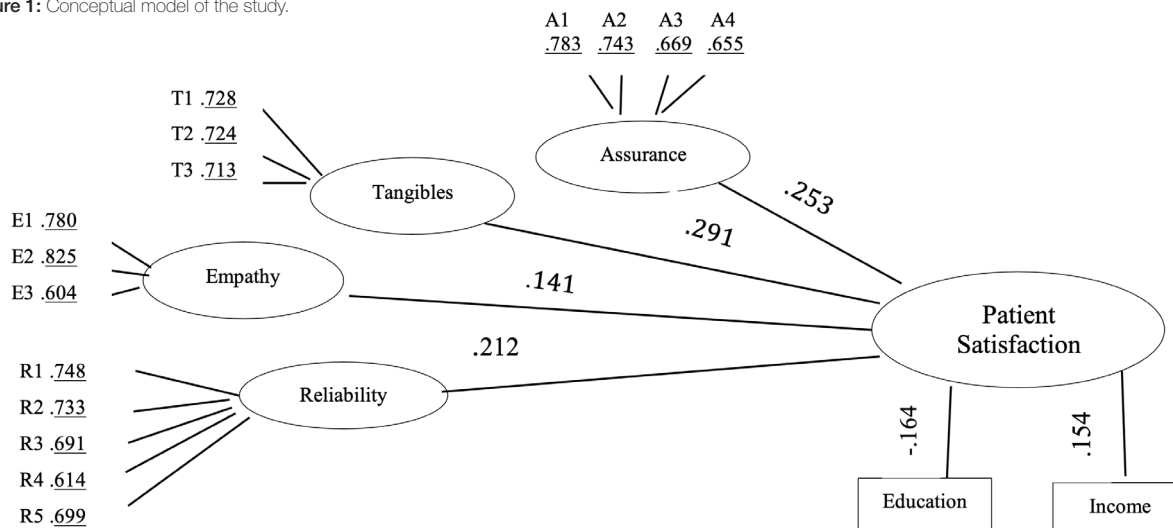 ure 1: Conceptual model of the study.
A1 A2 A3 A4
.783 .743 .669 .655
T1 .728
T2 .724
T3 .713
Assurance
Tangibles
.253
.291
E1 .780
E2 .825
E3 .604
Empathy
.141
Patient
Satisfaction
.212
R1 .748
R2 .733
R3 .691
R4 .614
R5 .699
Reliability
-.164
.154
Education
Income